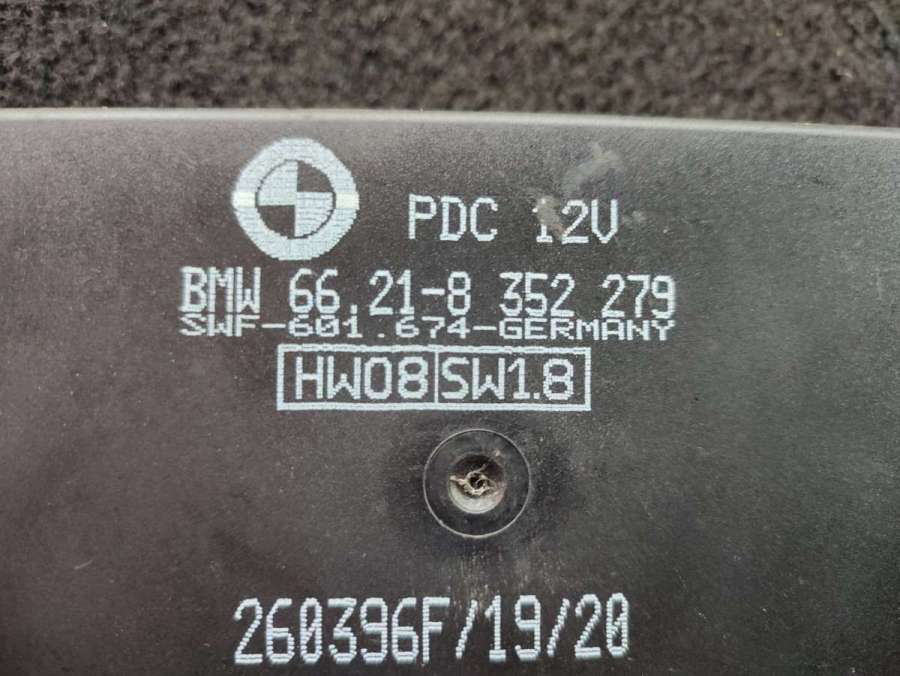 PDC 12V
BMW 66.21-8 352 279
SWF-601.674-GERMANY
HW08 SW1.8
260396F/19/20